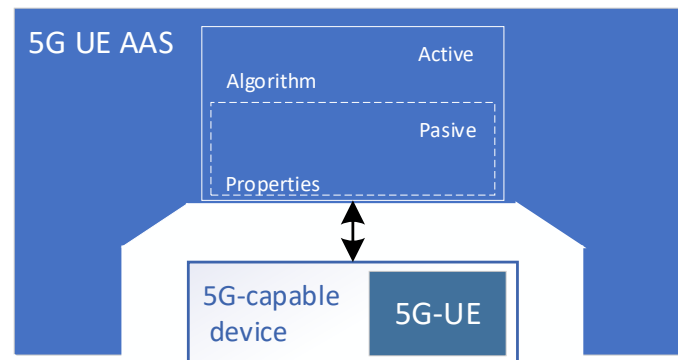 5G UE AAS
Active
Algorithm
Pasive
Properties
5G-capable
device
5G-UE